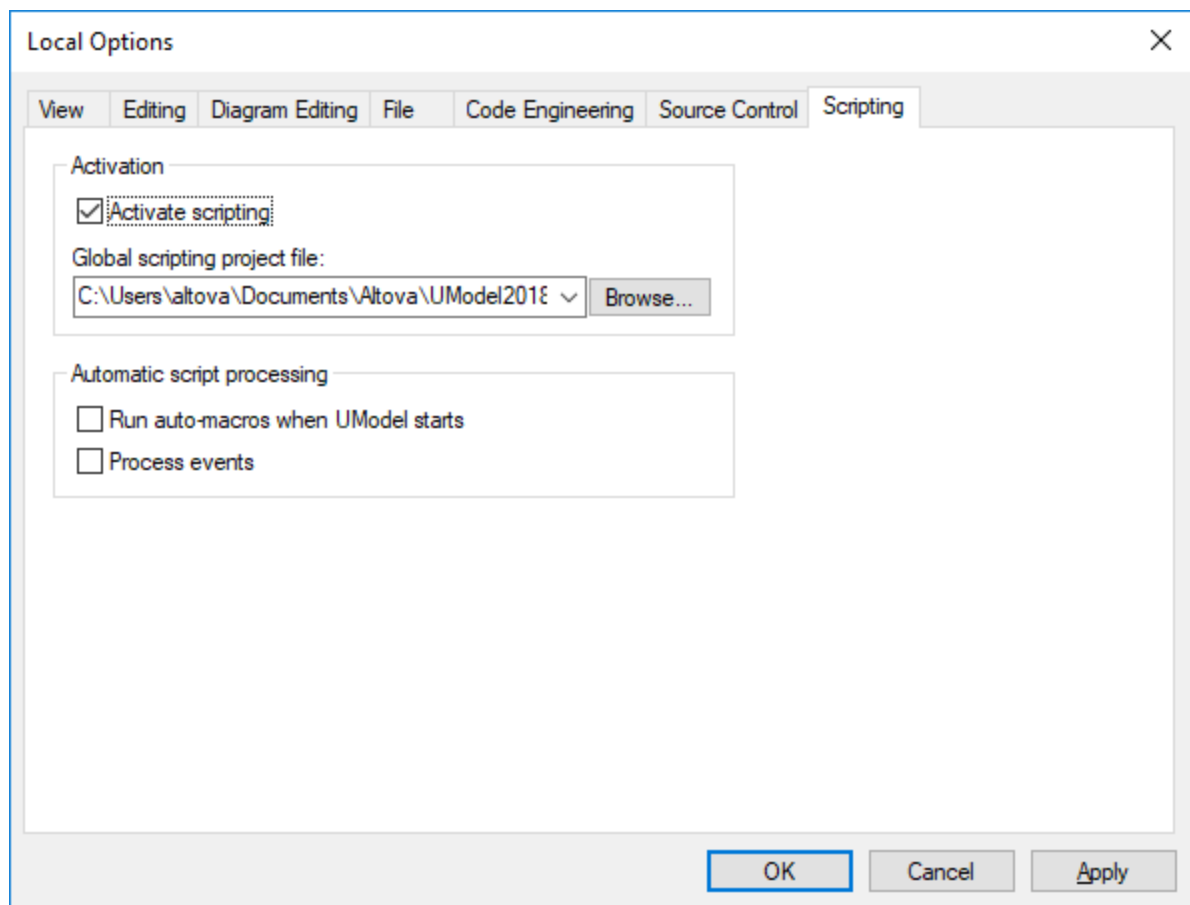 Local Options
View Editing Diagram Editing File Code Engineering Source Control Scripting
Activation
Activate scripting
Global scripting project file:
C:\Users\altova\Documents\Altova\UModel2018 Browse...
Automatic script processing
Run auto-macros when UModel starts
Process events
OK Cancel Apply